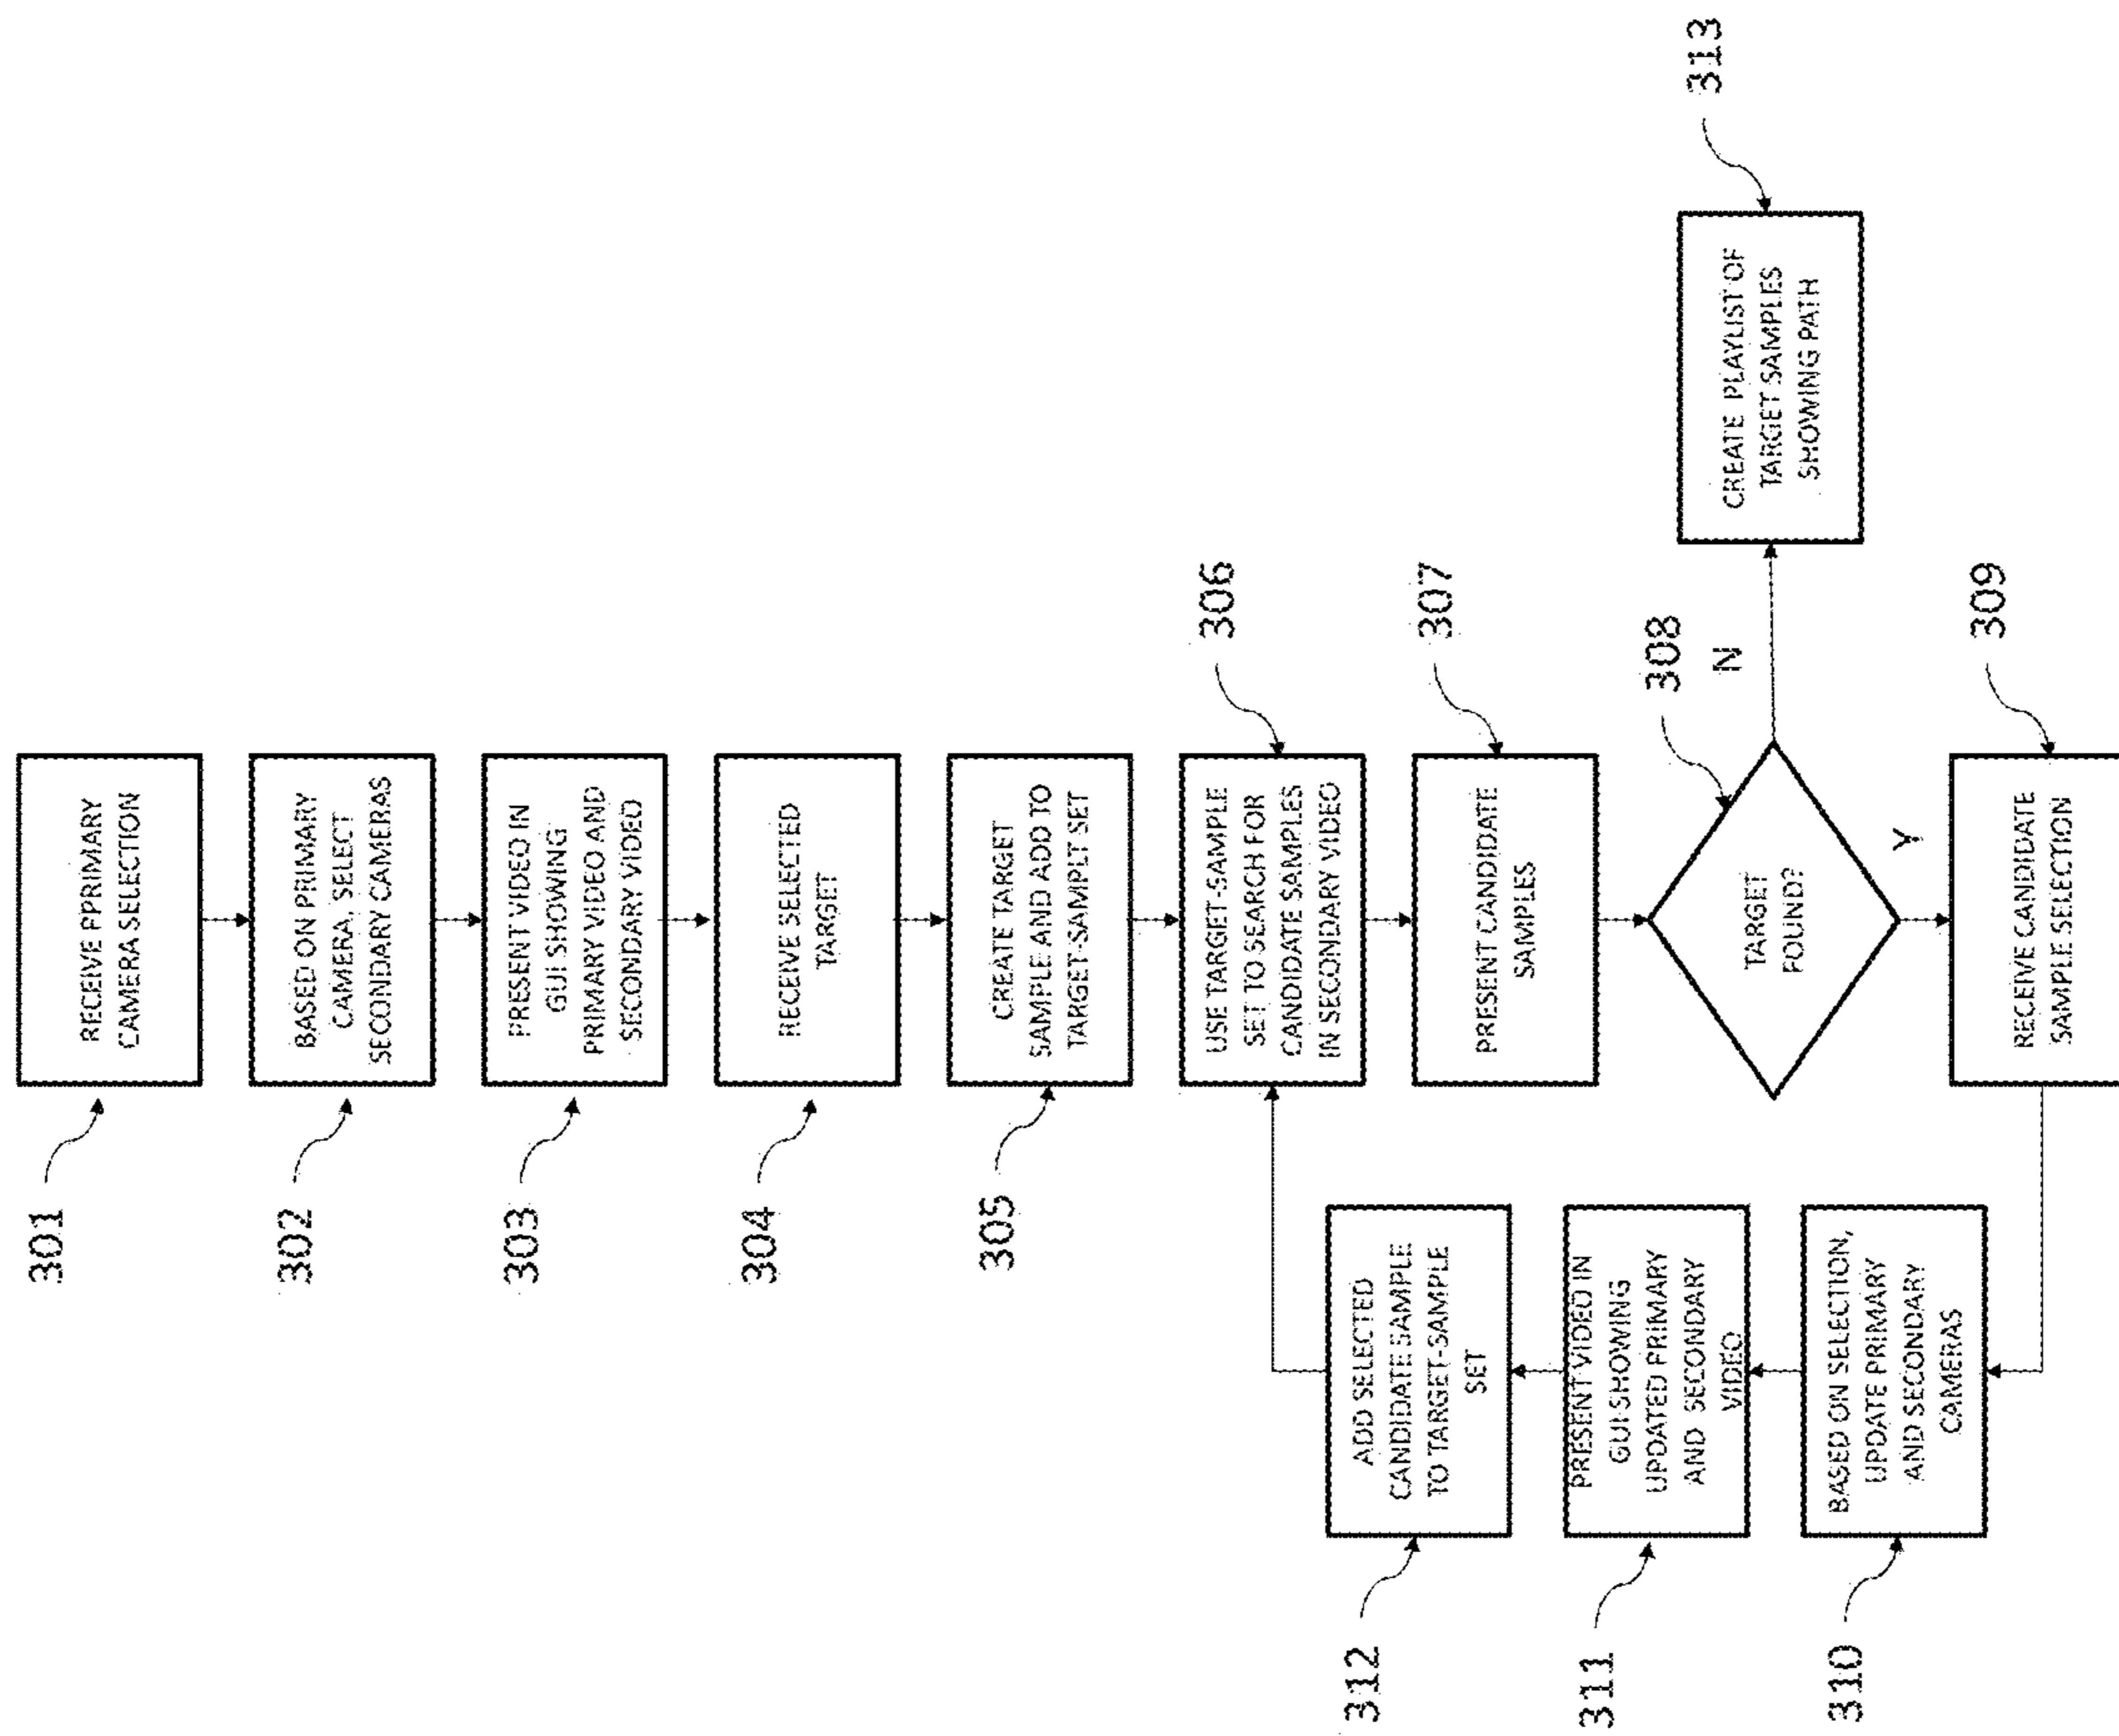 301
RECEIVE PPRIMARY
CAMERA SELECTION
302
BASED ON PRIMARY
CAMERA, SELECT
SECONDARY CAMERAS
303
PRESENT VIDEO IN
GUI SHOWING
PRIMARY VIDEO AND
SECONDARY VIDEO
304
RECEIVE SELECTED
TARGET
305
CREATE TARGET
SAMPLE AND ADD TO
TARGET-SAMPLT SET
306
USE TARGET-SAMPLE
SET TO SEARCH FOR
CANDIDATE SAMPLES
IN SECONDARY VIDEO
307
PRESENT CANDIDATE
SAMPLES
308
TARGET
FOUND?
N
Y
313
CREATE PLAYLIST OF
TARGET SAMPLES
SHOWING PATH
309
RECEIVE CANDIDATE
SAMPLE SELECTION
310
BASED ON SELECTION,
UPDATE PRIMARY
AND SECONDARY
CAMERAS
311
PRESENT VIDEO IN
GUI SHOWING
UPDATED PRIMARY
AND SECONDARY
VIDEO
312
ADD SELECTED
CANDIDATE SAMPLE
TO TARGET-SAMPLE
SET